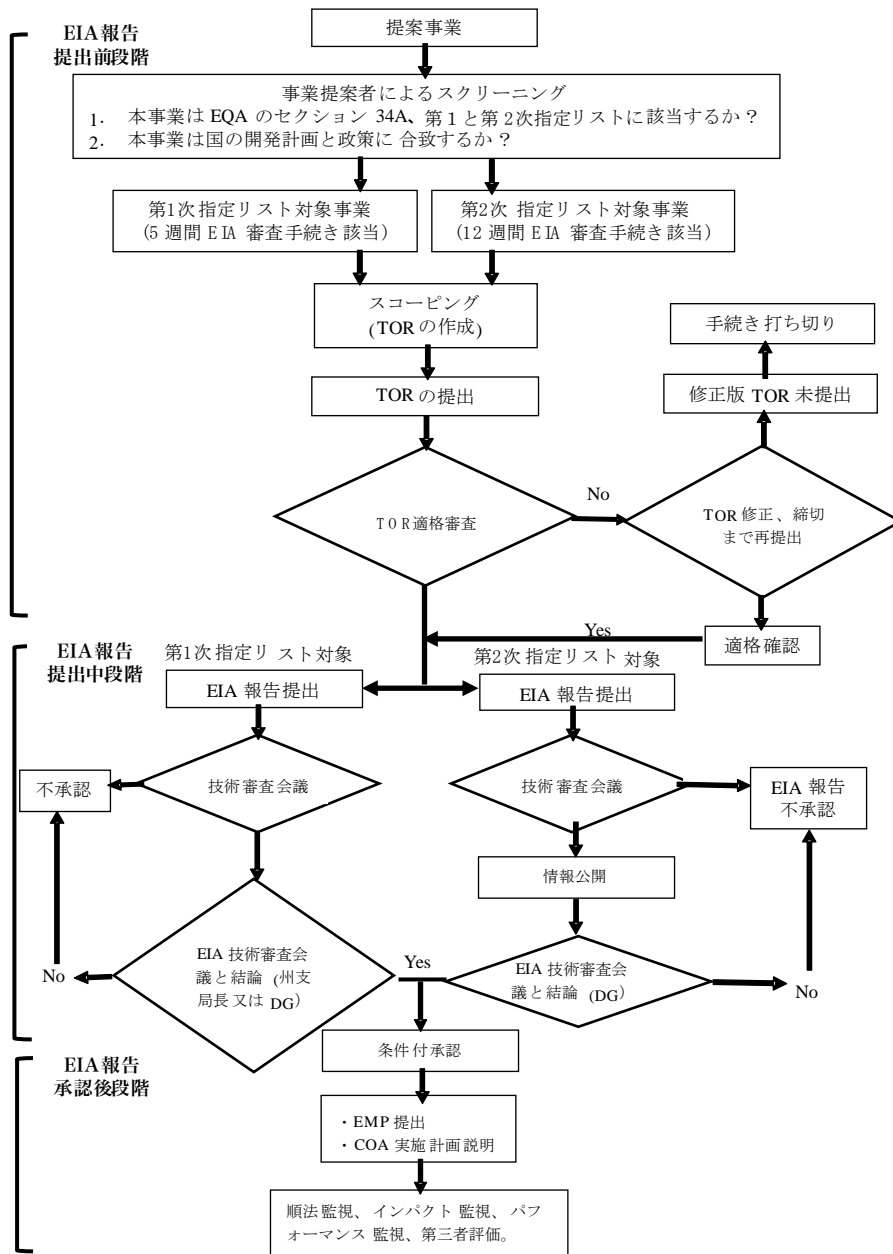 EIA報告
提出前段階
提案事業
事業提案者によるスクリーニング
1. 本事業は EQA のセクション 34A、第1と第2次指定リストに該当するか？
2. 本事業は国の開発計画と政策に合致するか？
第1次指定リスト対象事業
(5 週間 EIA 審査手続き該当)
第2次 指定リスト対象事業
(12 週間 EIA 審査手続き該当)
スコーピング
(TOR の作成)
手続き打ち切り
TOR の提出
修正版 TOR 未提出
TOR適格審査
No
TOR 修正、締切
まで再提出
Yes
適格確認
EIA報告
提出中段階
第1次指定リスト対象
第2次指定リスト 対象
EIA 報告提出
EIA 報告提出
不承認
技術審査会議
技術審査会議
EIA 報告
不承認
情報公開
No
EIA 技術審査会
議と結論 (州支
局長又は DG)
Yes
EIA 技術審査会
議と結論 (DG)
No
条件付承認
EIA報告
承認後段階
・EMP 提出
・COA 実施計画説明
順法監視、インパクト監視、パフ
ォーマンス監視、第三者評価。